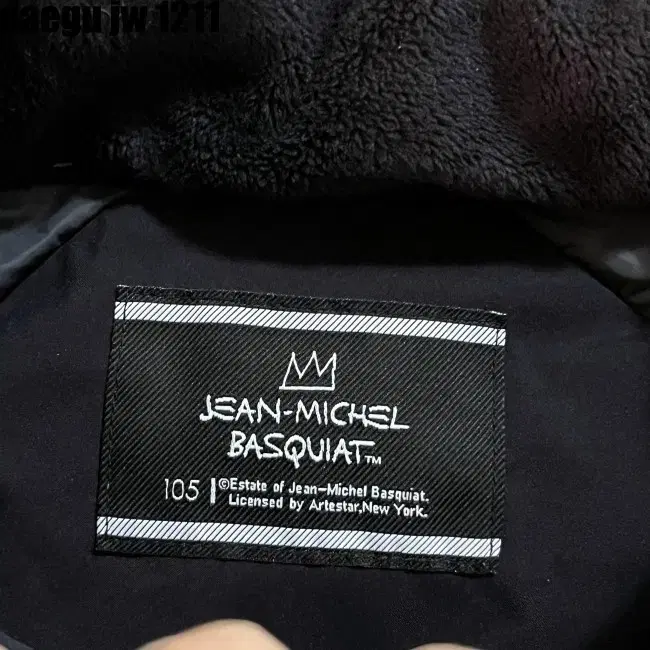 daegu jw 1211
JEAN-MICHEL
BASQUIAT™
105
©Estate of Jean-Michel Basquiat.
Licensed by Artestar,New York.